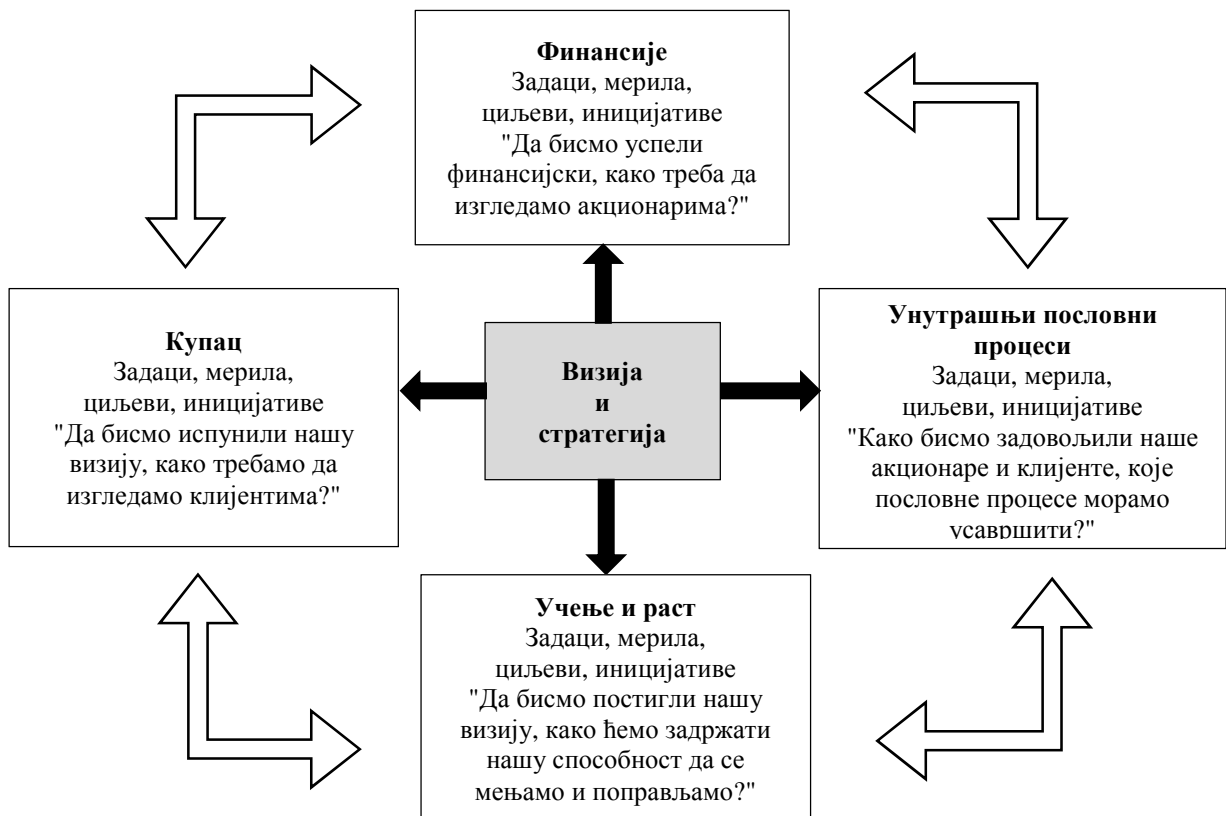 Финансије
Задаци, мерила,
циљеви, иницијативе
"Да бисмо успели
финансијски, како треба да
изгледамо акционарима?"
Купац
Задаци, мерила,
циљеви, иницијативе
"Да бисмо испунили нашу
визију, како требамо да
изгледамо клијентима?"
Визија
и
стратегија
Унутрашњи пословни
процеси
Задаци, мерила,
циљеви, иницијативе
"Како бисмо задовољили наше
акционаре и клијенте, које
пословне процесе морамо
усавршити?"
Учење и раст
Задаци, мерила,
циљеви, иницијативе
"Да бисмо постигли нашу
визију, како ћемо задржати
нашу способност да се
мењамо и поправљамо?"